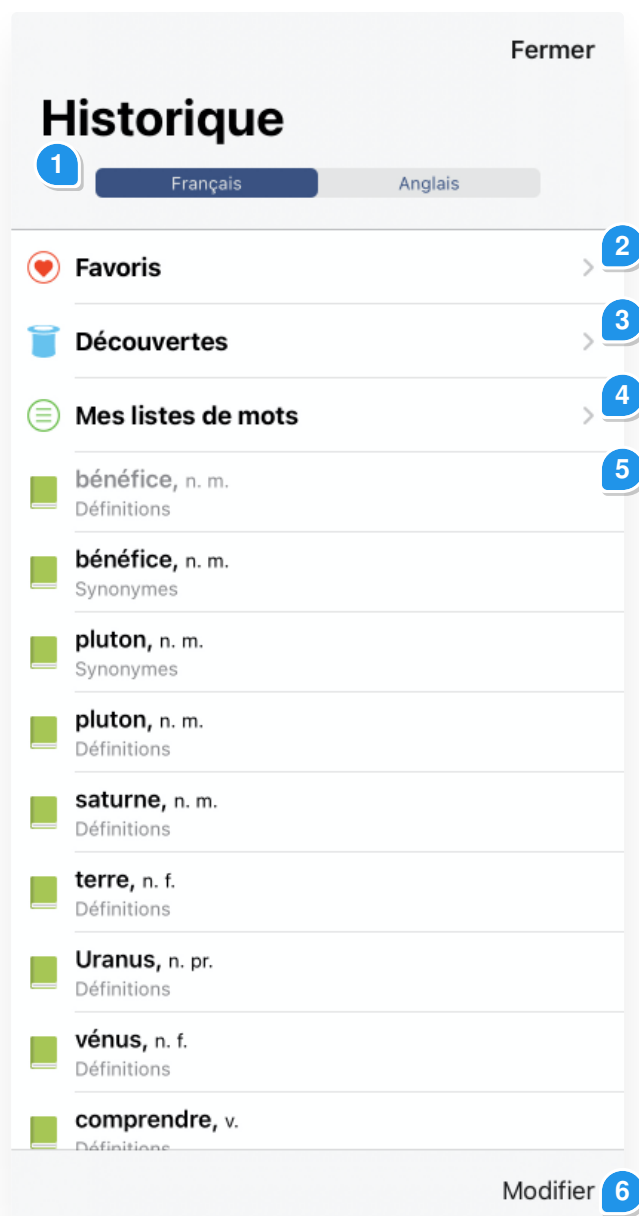 Fermer
Historique
1
Français Anglais
2
Favoris
3
Découvertes
4
Mes listes de mots
5
bénéfice, n. m.
Définitions
bénéfice, n. m.
Synonymes
pluton, n. m.
Synonymes
pluton, n. m.
Définitions
saturne, n. m.
Définitions
terre, n. f.
Définitions
Uranus, n. pr.
Définitions
vénus, n. f.
Définitions
comprendre, v.
Définitions
Modifier 6